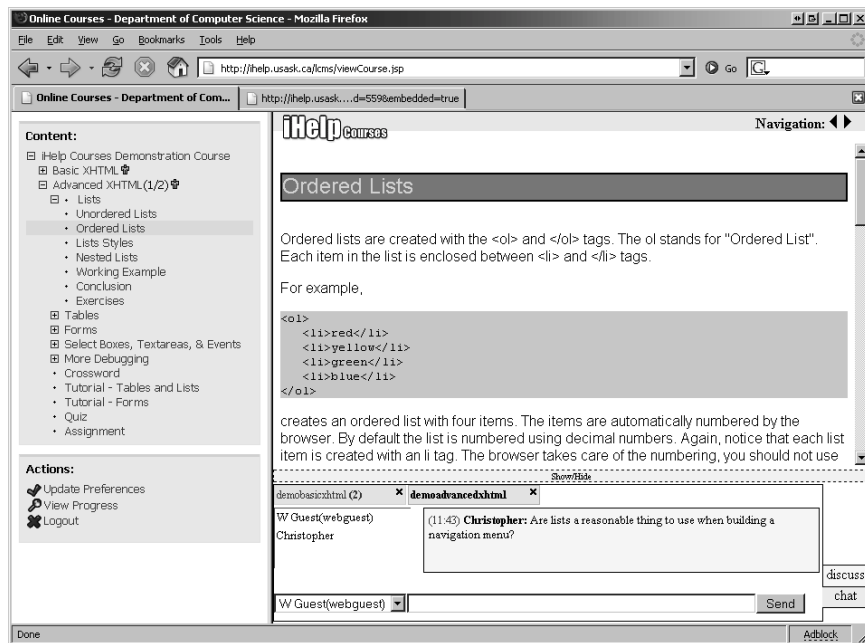 Online Courses - Department of Computer Science - Mozilla Firefox
File Edit View Go Bookmarks Tools Help
http://ihelp.usask.ca/lcms/viewCourse.jsp
Go
G
Online Courses - Department of Com...
http://ihelp.usask....d=559&embedded=true
Content:
iHelp Courses Demonstration Course
Basic XHTML
Advanced XHTML(1/2)
Lists
Unordered Lists
Ordered Lists
Lists Styles
Nested Lists
Working Example
Conclusion
Exercises
Tables
Forms
Select Boxes, Textareas, & Events
More Debugging
Crossword
Tutorial - Tables and Lists
Tutorial - Forms
Quiz
Assignment
Actions:
Update Preferences
View Progress
Logout
iHelp Courses
Navigation:
Ordered Lists
Ordered lists are created with the <ol> and </ol> tags. The ol stands for "Ordered List".
Each item in the list is enclosed between <li> and </li> tags.
For example,
<ol>
<li>red</li>
<li>yellow</li>
<li>green</li>
<li>blue</li>
</ol>
creates an ordered list with four items. The items are automatically numbered by the
browser. By default the list is numbered using decimal numbers. Again, notice that each list
item is created with an li tag. The browser takes care of the numbering, you should not use
Show/Hide
demobasicxhtml (2)
demoadvancedxhtml
W Guest(webguest)
Christopher
(11:43) Christopher: Are lists a reasonable thing to use when building a
navigation menu?
discuss
chat
W Guest(webguest)
Send
Done
Adblock